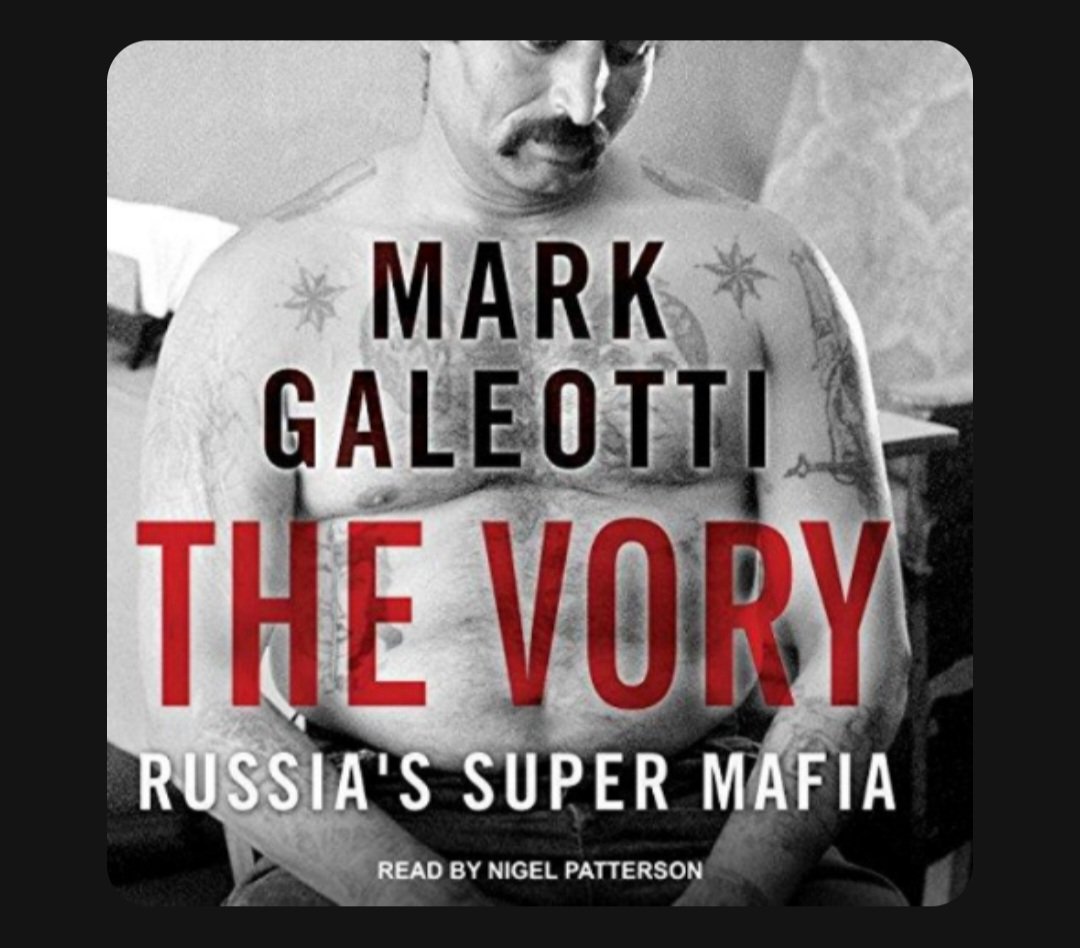 MARK
GALEOTTI
THE VORY
RUSSIA'S SUPER MAFIA
READ BY NIGEL PATTERSON